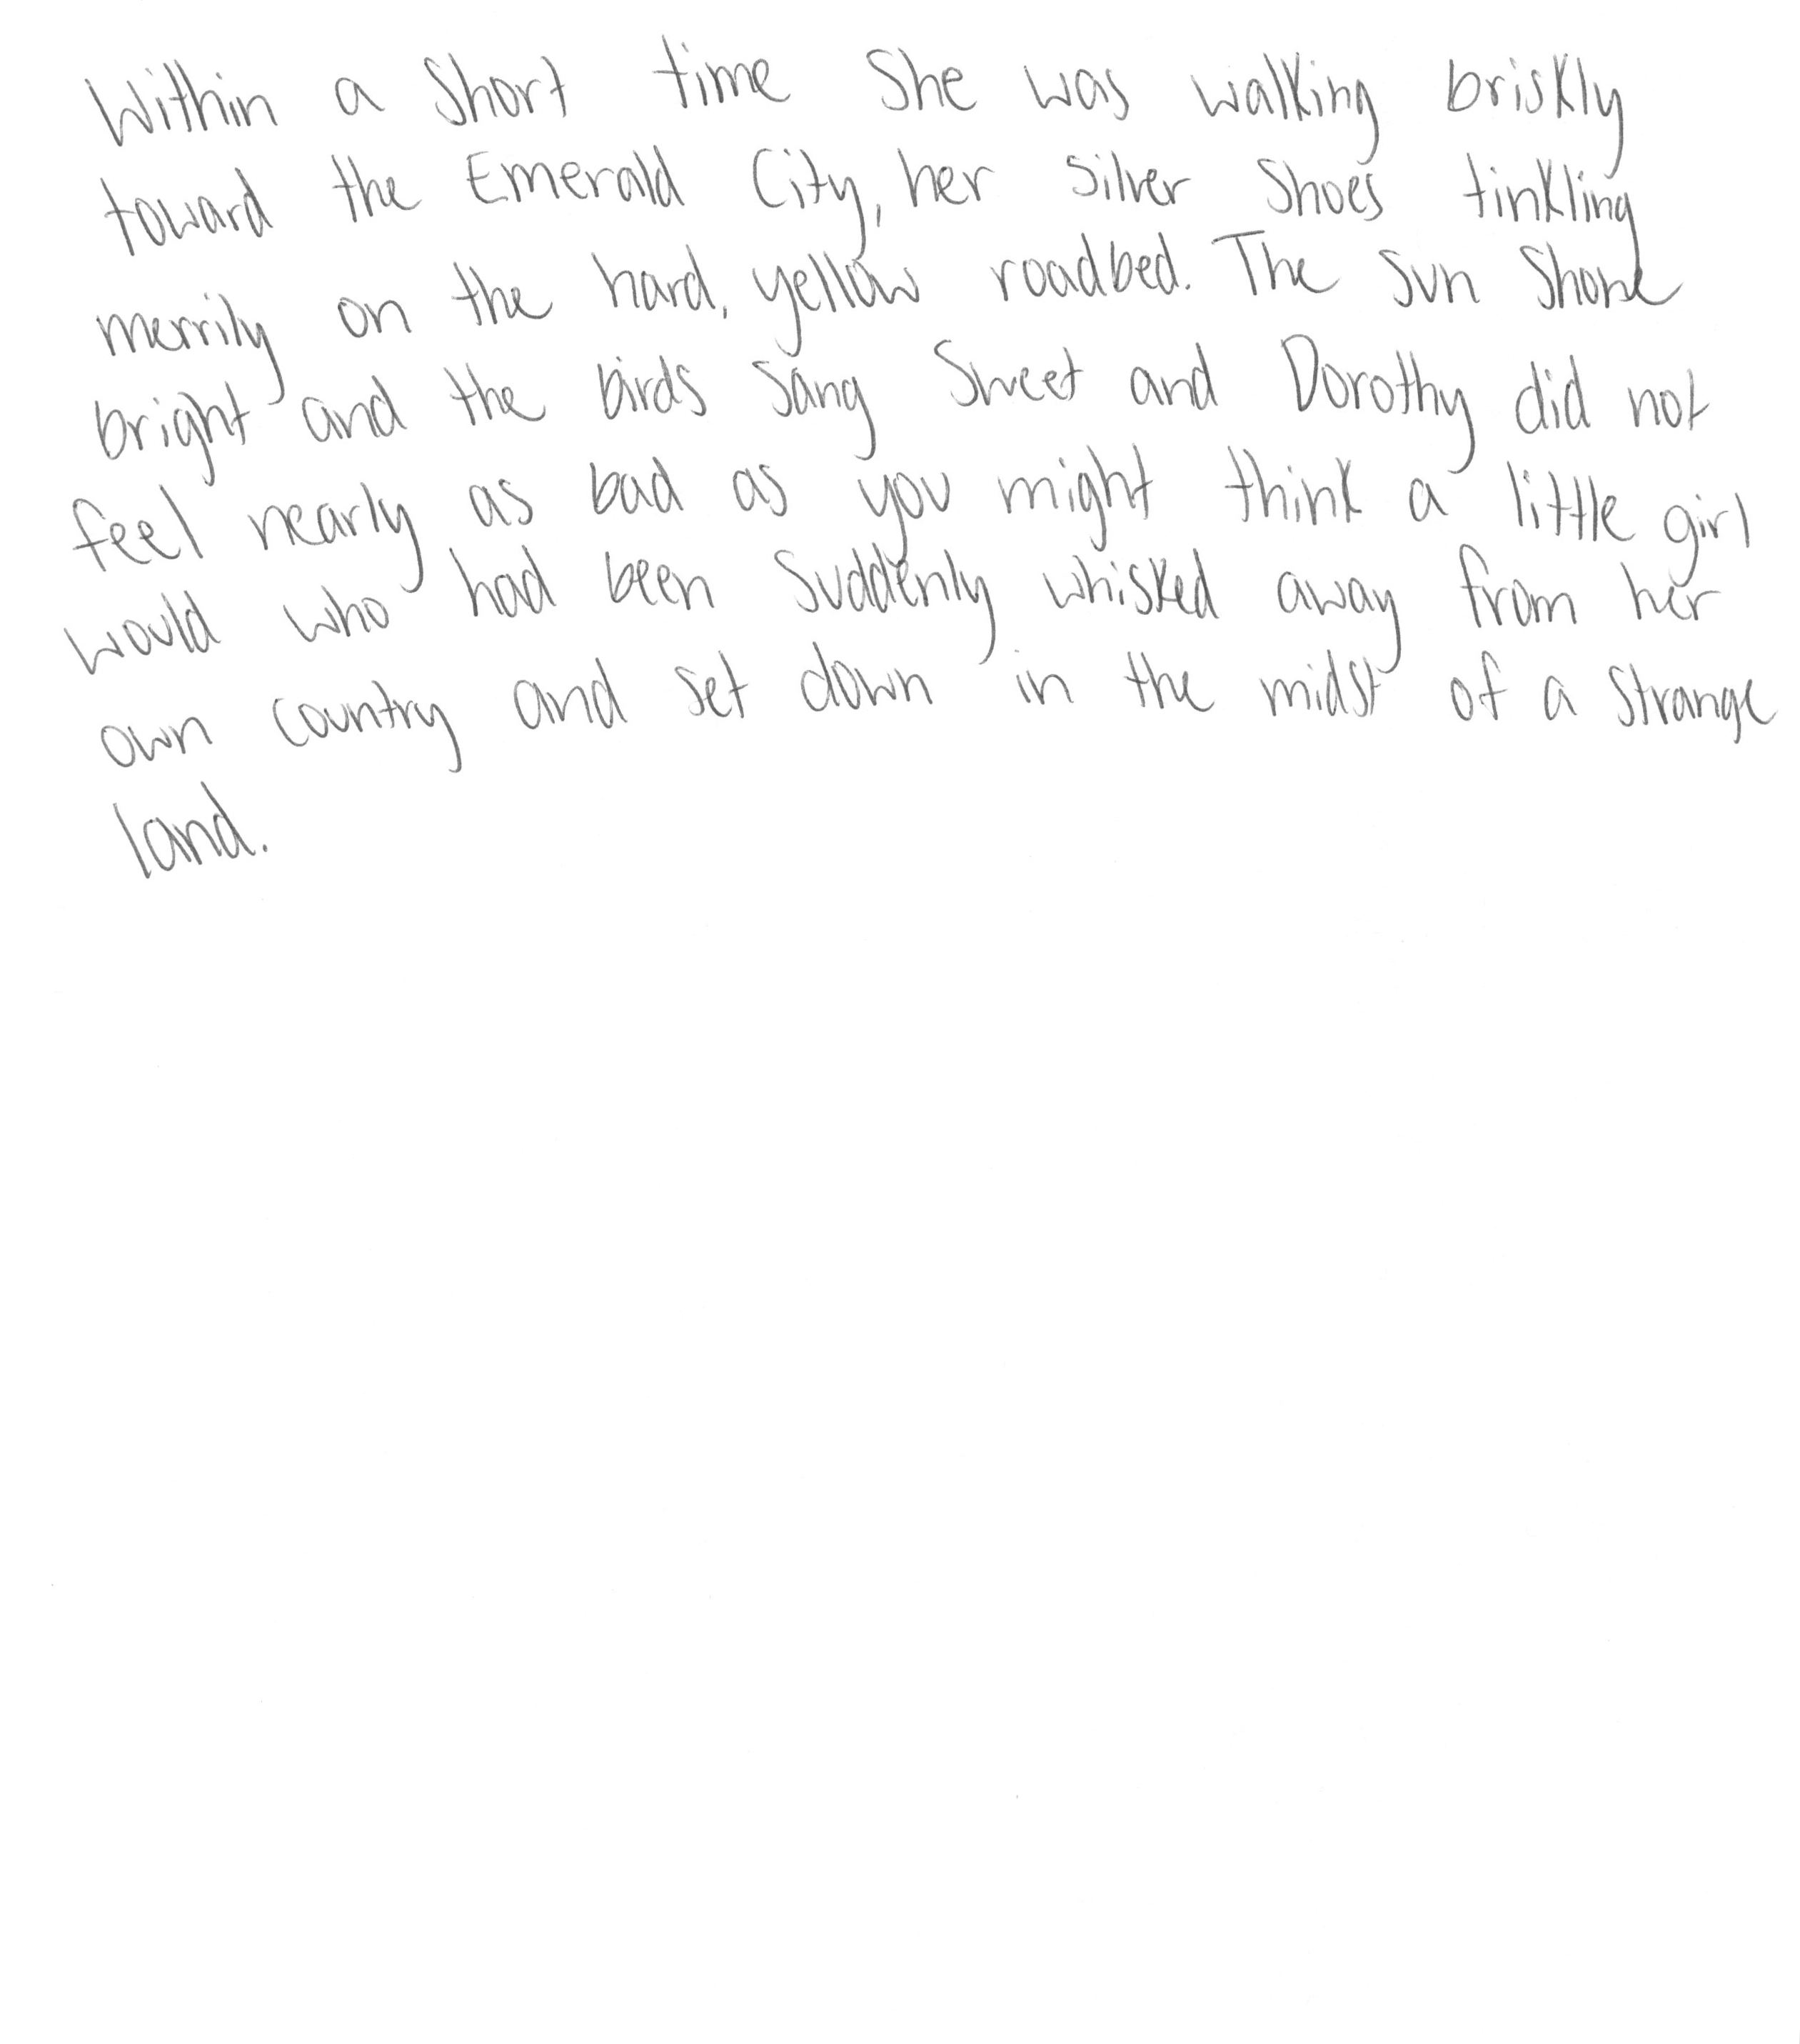 Within a short time she was walking briskly
toward the Emerald City, her silver shoes tinkling
merrily on the hard, yellow roadbed. The sun shone
bright and the birds sang sweet and Dorothy did not
feel nearly as bad as you might think a little girl
would who had been suddenly whisked away from her
own country and set down in the midst of a strange
land.